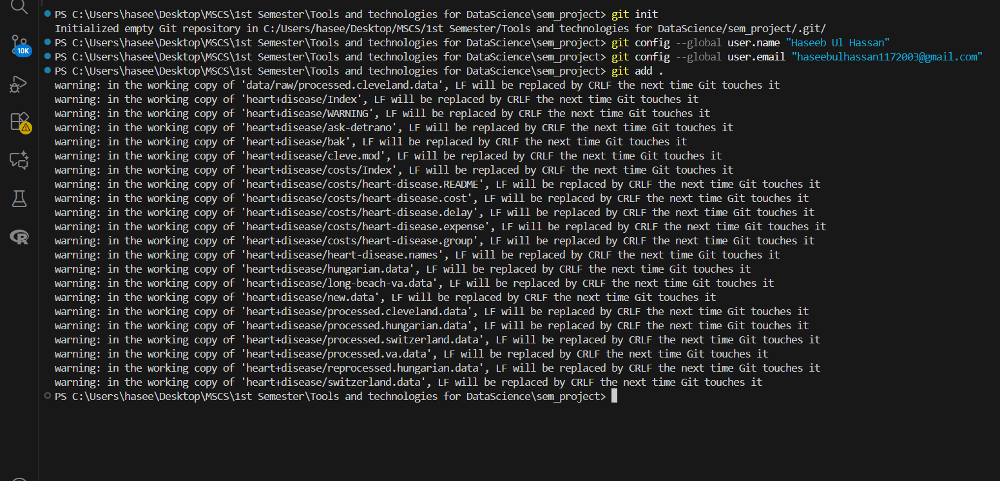 PS C:\Users\hasee\Desktop\MSCS\1st Semester\Tools and technologies for DataScience\sem_project> git init
Initialized empty Git repository in C:/Users/hasee/Desktop/MSCS/1st Semester/Tools and technologies for DataScience/sem_project/.git/
10K
PS C:\Users\hasee\Desktop\MSCS\1st Semester\Tools and technologies for DataScience\sem_project> git config --global user.name "Haseeb Ul Hassan"
PS C:\Users\hasee\Desktop\MSCS\1st Semester\Tools and technologies for DataScience\sem_project> git config --global user.email "haseebulhassan1172003@gmail.com"
PS C:\Users\hasee\Desktop\MSCS\1st Semester\Tools and technologies for DataScience\sem_project> git add .
warning: in the working copy of 'data/raw/processed.cleveland.data', LF will be replaced by CRLF the next time Git touches it
warning: in the working copy of 'heart+disease/Index', LF will be replaced by CRLF the next time Git touches it
warning: in the working copy of 'heart+disease/WARNING', LF will be replaced by CRLF the next time Git touches it
warning: in the working copy of 'heart+disease/ask-detrano', LF will be replaced by CRLF the next time Git touches it
warning: in the working copy of 'heart+disease/bak', LF will be replaced by CRLF the next time Git touches it
warning: in the working copy of 'heart+disease/cleve.mod', LF will be replaced by CRLF the next time Git touches it
warning: in the working copy of 'heart+disease/costs/Index', LF will be replaced by CRLF the next time Git touches it
warning: in the working copy of 'heart+disease/costs/heart-disease.README', LF will be replaced by CRLF the next time Git touches it
warning: in the working copy of 'heart+disease/costs/heart-disease.cost', LF will be replaced by CRLF the next time Git touches it
warning: in the working copy of 'heart+disease/costs/heart-disease.delay', LF will be replaced by CRLF the next time Git touches it
warning: in the working copy of 'heart+disease/costs/heart-disease.expense', LF will be replaced by CRLF the next time Git touches it
warning: in the working copy of 'heart+disease/costs/heart-disease.group', LF will be replaced by CRLF the next time Git touches it
warning: in the working copy of 'heart+disease/heart-disease.names', LF will be replaced by CRLF the next time Git touches it
warning: in the working copy of 'heart+disease/hungarian.data', LF will be replaced by CRLF the next time Git touches it
warning: in the working copy of 'heart+disease/long-beach-va.data', LF will be replaced by CRLF the next time Git touches it
warning: in the working copy of 'heart+disease/new.data', LF will be replaced by CRLF the next time Git touches it
warning: in the working copy of 'heart+disease/processed.cleveland.data', LF will be replaced by CRLF the next time Git touches it
warning: in the working copy of 'heart+disease/processed.hungarian.data', LF will be replaced by CRLF the next time Git touches it
warning: in the working copy of 'heart+disease/processed.switzerland.data', LF will be replaced by CRLF the next time Git touches it
warning: in the working copy of 'heart+disease/processed.va.data', LF will be replaced by CRLF the next time Git touches it
warning: in the working copy of 'heart+disease/reprocessed.hungarian.data', LF will be replaced by CRLF the next time Git touches it
warning: in the working copy of 'heart+disease/switzerland.data', LF will be replaced by CRLF the next time Git touches it
PS C:\Users\hasee\Desktop\MSCS\1st Semester\Tools and technologies for DataScience\sem_project>